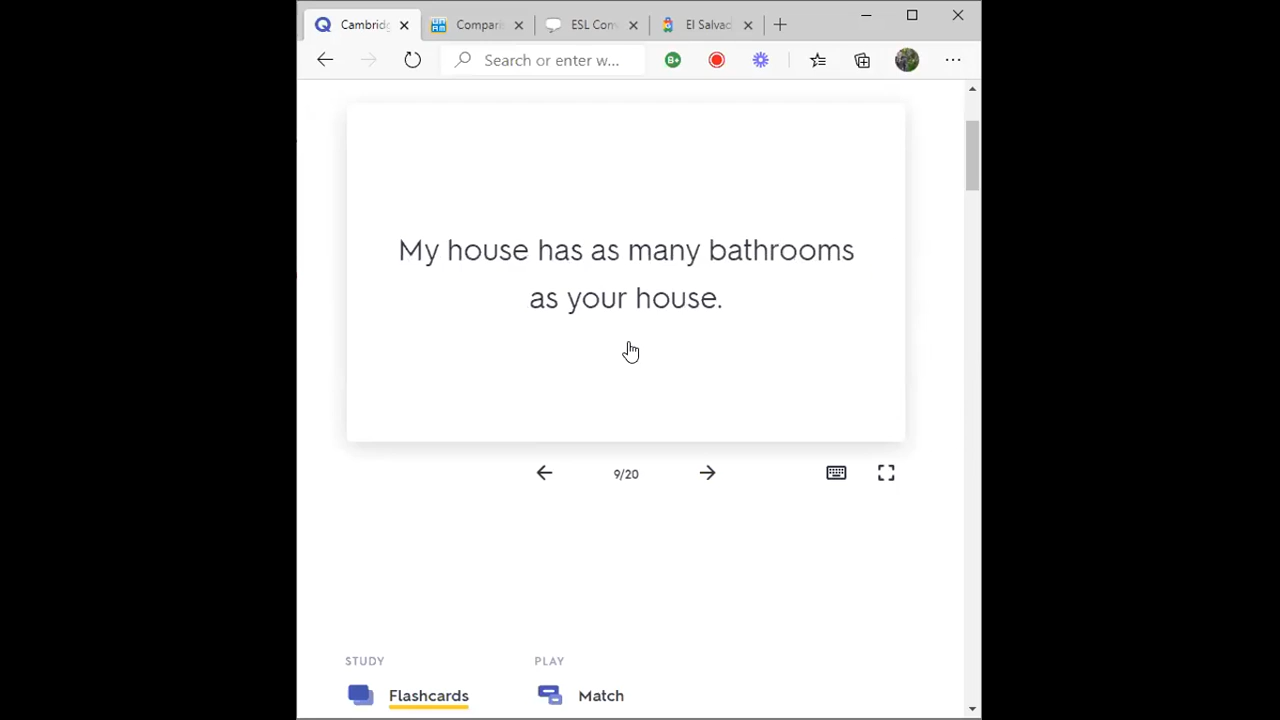 Cambridg
Comparis
ESL Con
El Salvad
Search or enter w...
B+
My house has as many bathrooms
as your house.
9/20
STUDY
PLAY
Flashcards
Match